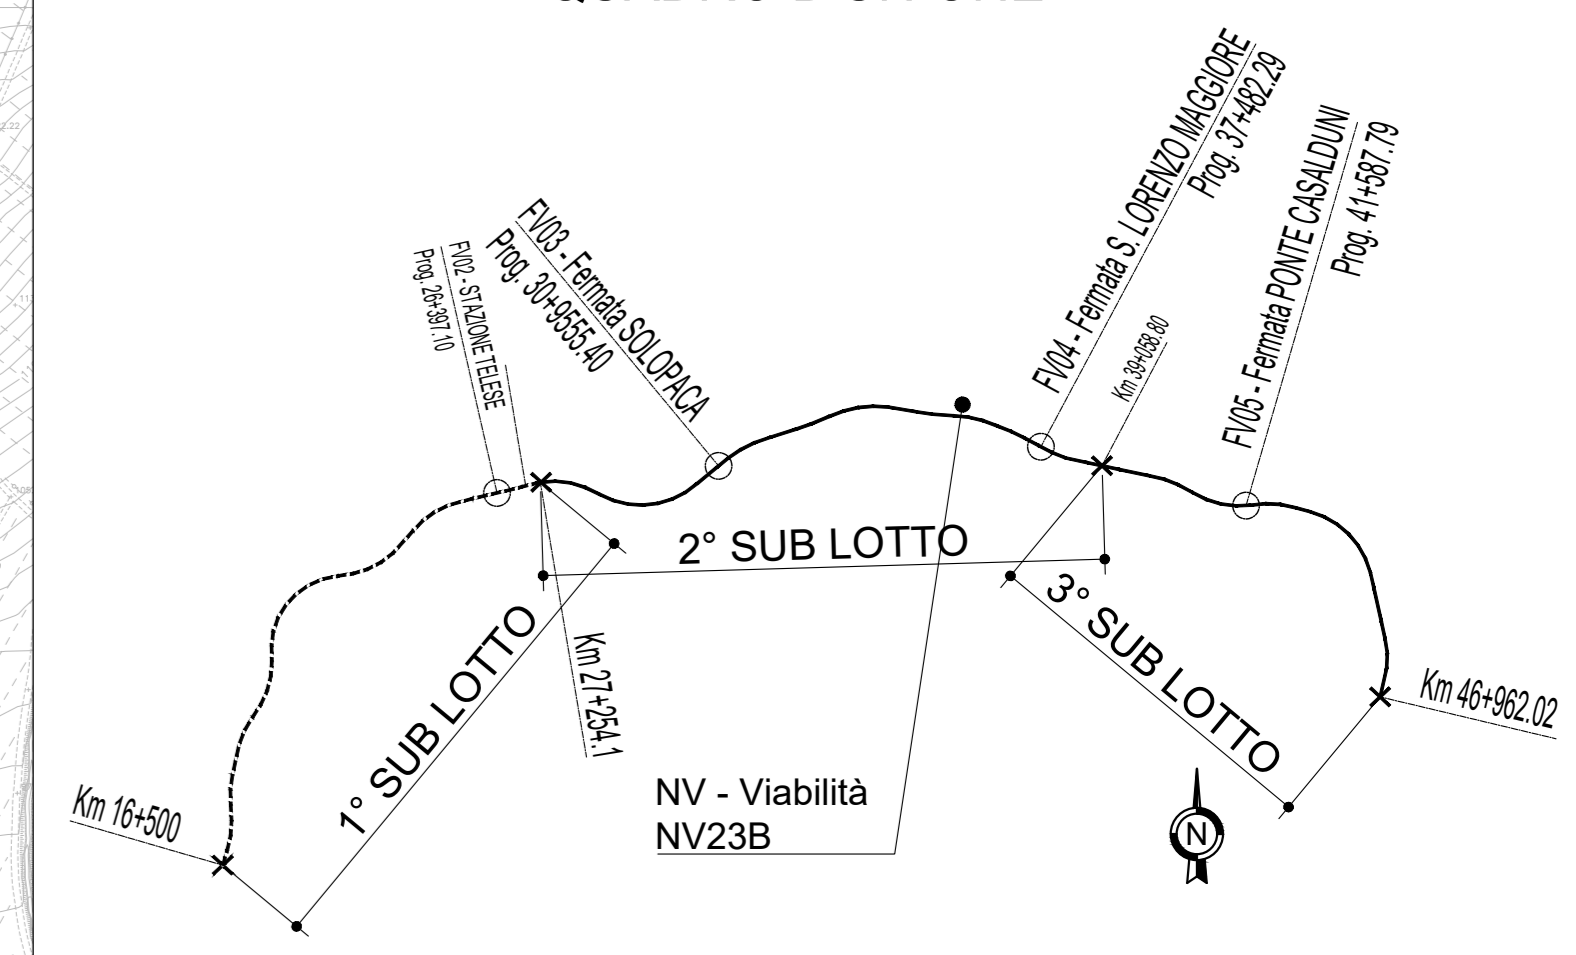 FV02 - STAZIONE TELESE
Prog. 26+397.10
FV03 - Fermata SOLOPACA
Prog. 30+9555.40
FV04 - Fermata S. LORENZO MAGGIORE
Prog. 37+482.29
Km 39+058.80
FV05 - Fermata PONTE CASALDUNI
Prog. 41+587.79
2° SUB LOTTO
1° SUB LOTTO
3° SUB LOTTO
Km 27+254.1
Km 46+962.02
Km 16+500
NV - Viabilità
NV23B
N